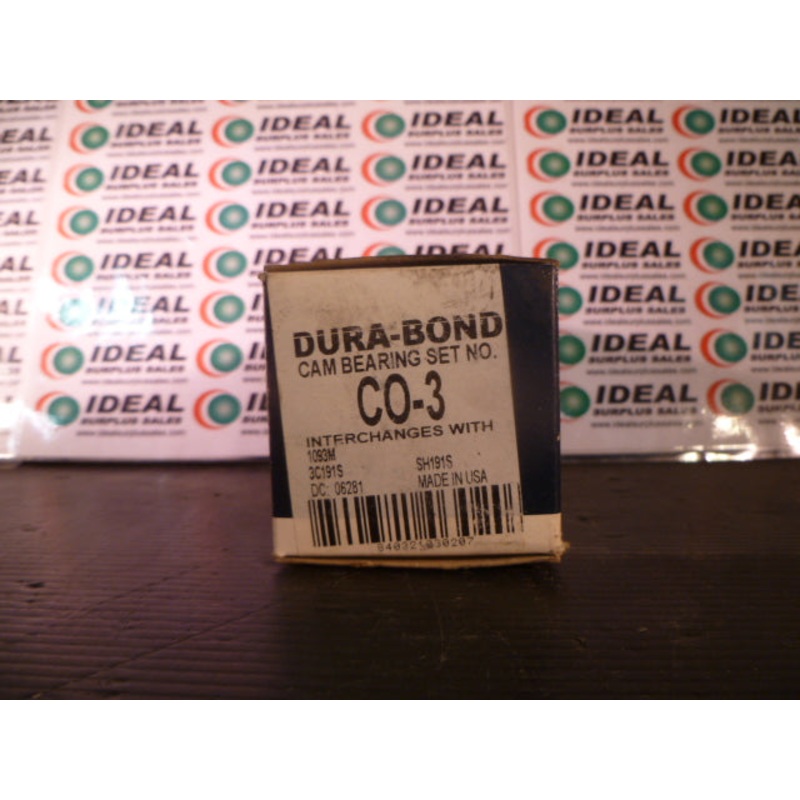 IDEAL
SURPLUS SALES
DURA-BOND
CAM BEARING SET NO.
CO-3
INTERCHANGES WITH
1093M
3C191S SH191S
DC: 06281 MADE IN USA
840325030207